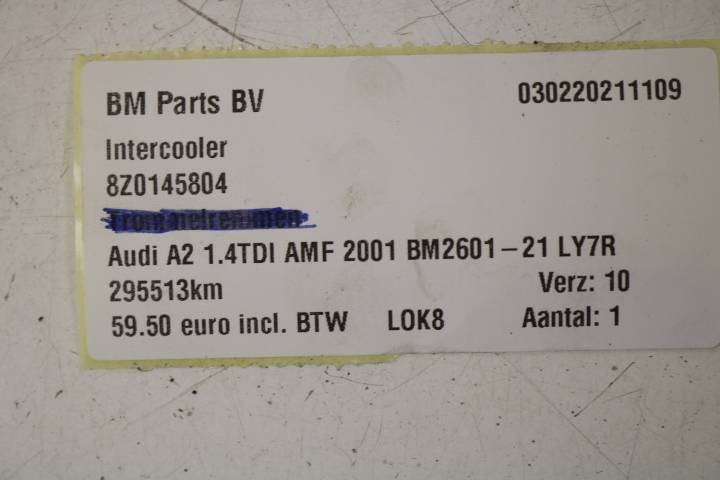 BM Parts BV 030220211109
Intercooler
8Z0145804
Trommelremmen
Audi A2 1.4TDI AMF 2001 BM2601-21 LY7R
295513km Verz: 10
59.50 euro incl. BTW LOK8 Aantal: 1